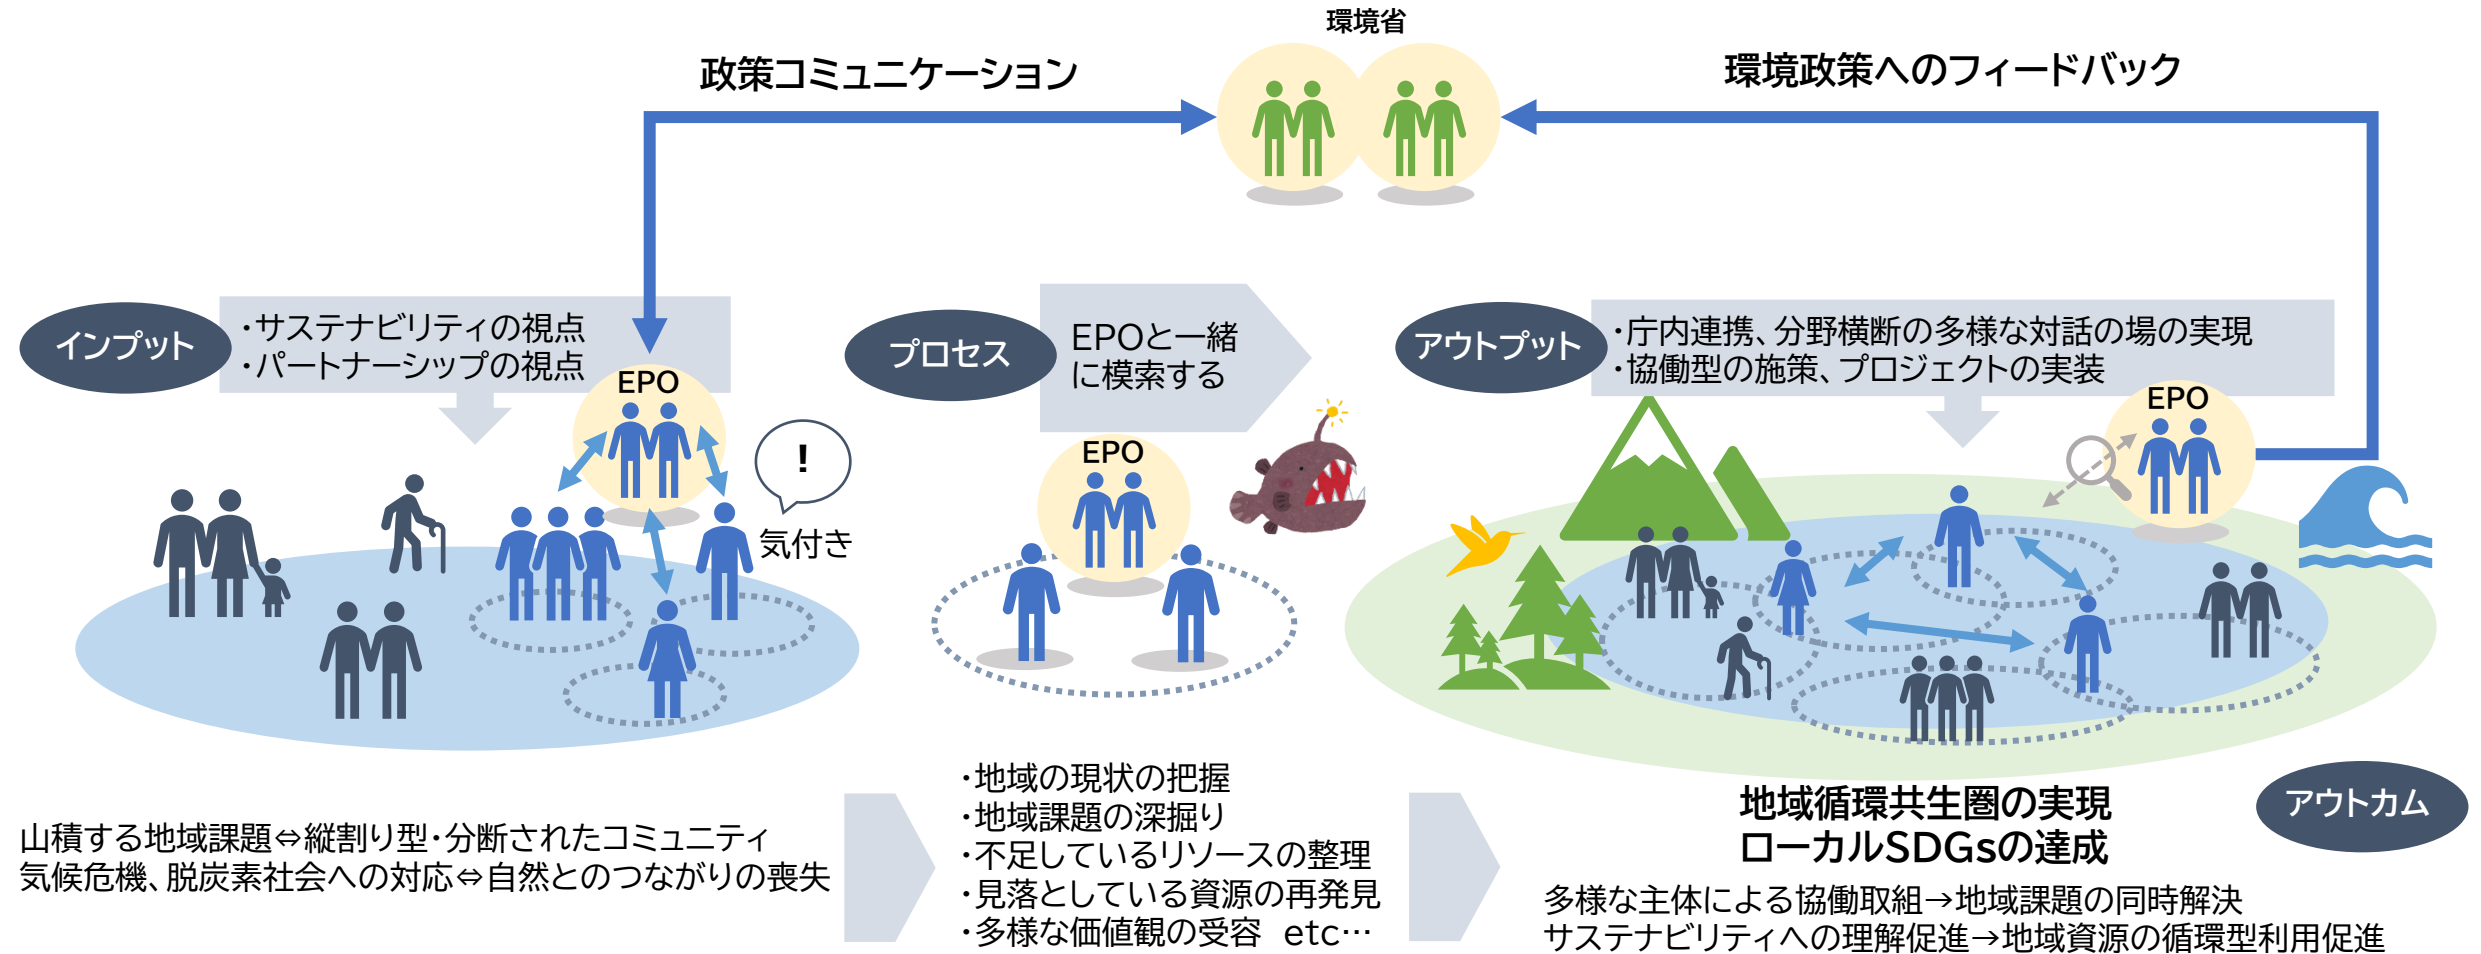 環境省
政策コミュニケーション
環境政策へのフィードバック
インプット
・サステナビリティの視点
・パートナーシップの視点
EPO
!
気付き
山積する地域課題⇔縦割り型・分断されたコミュニティ
気候危機、脱炭素社会への対応⇔自然とのつながりの喪失
プロセス
EPOと一緒
に模索する
EPO
・地域の現状の把握
・地域課題の深掘り
・不足しているリソースの整理
・見落としている資源の再発見
・多様な価値観の受容 etc…
アウトプット
・庁内連携、分野横断の多様な対話の場の実現
・協働型の施策、プロジェクトの実装
EPO
アウトカム
地域循環共生圏の実現
ローカルSDGsの達成
多様な主体による協働取組→地域課題の同時解決
サステナビリティへの理解促進→地域資源の循環型利用促進